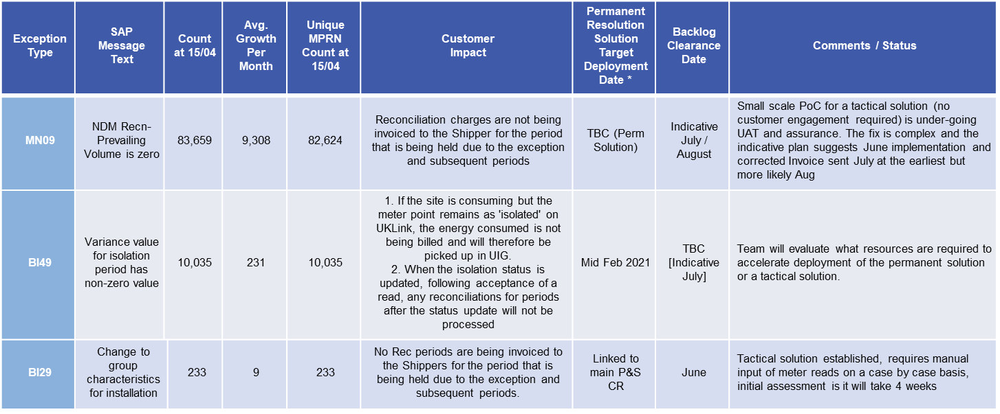 Exception
Type
SAP
Message
Text
Count
at 15/04
Avg.
Growth
Per
Month
Unique
MPRN
Count at
15/04
Customer
Impact
Permanent
Resolution
Solution
Target
Deployment
Date *
Backlog
Clearance
Date
Comments / Status
MN09
NDM Recn-
Prevailing
Volume is zero
83,659
9,308
82,624
Reconciliation charges are not being
invoiced to the Shipper for the period
that is being held due to the exception
and subsequent periods
TBC (Perm
Solution)
Indicative
July /
August
Small scale PoC for a tactical solution (no
customer engagement required) is under-going
UAT and assurance. The fix is complex and the
indicative plan suggests June implementation and
corrected Invoice sent July at the earliest but
more likely Aug
BI49
Variance value
for isolation
period has
non-zero value
10,035
231
10,035
1. If the site is consuming but the
meter point remains as 'isolated' on
UKLink, the energy consumed is not
being billed and will therefore be
picked up in UIG.
2. When the isolation status is
updated, following acceptance of a
read, any reconciliations for periods
after the status update will not be
processed
Mid Feb 2021
TBC
[Indicative
July]
Team will evaluate what resources are required to
accelerate deployment of the permanent solution
or a tactical solution.
BI29
Change to
group
characteristics
for installation
233
9
233
No Rec periods are being invoiced to
the Shippers for the period that is
being held due to the exception and
subsequent periods.
Linked to
main P&S
CR
June
Tactical solution established, requires manual
input of meter reads on a case by case basis,
initial assessment is it will take 4 weeks